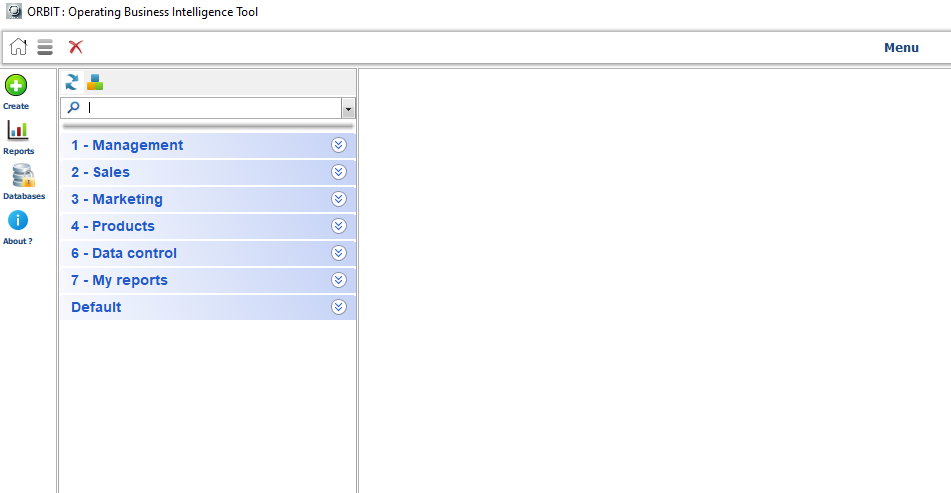 ORBIT : Operating Business Intelligence Tool
Menu
Create
Reports
Databases
About ?
1 - Management
2 - Sales
3 - Marketing
4 - Products
6 - Data control
7 - My reports
Default